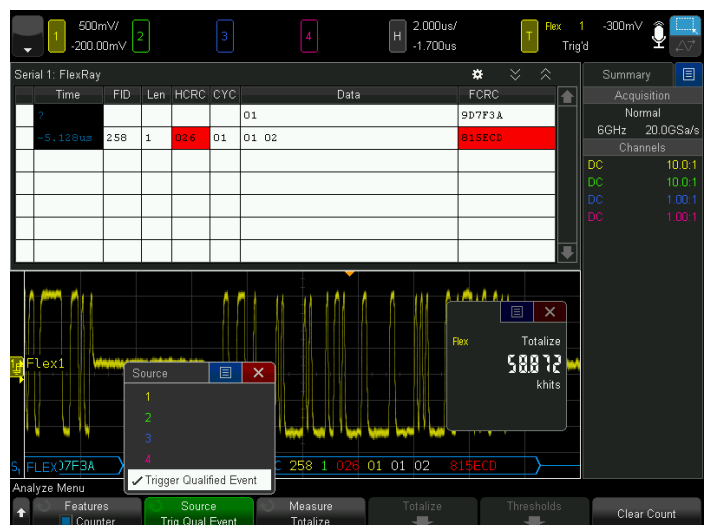 1 500mV/ 2 3 4 H 2.000us/ T Flex 1 -300mV
-200.00mV -1.700us Trig'd
Serial 1: FlexRay
Time FID Len HCRC CYC Data FCRC
? 01 9D7F3A
-5.128us 258 1 026 01 01 02 815ECD
Summary
Acquisition
Normal
6GHz 20.0GSa/s
Channels
DC 10.0:1
DC 10.0:1
DC 1.00:1
DC 1.00:1
Flex1
Flex Totalize
58.872
khits
Source
1
2
3
4
Trigger Qualified Event
S1 FLEX 7F3A 258 1 026 01 01 02 815ECD
Analyze Menu
Features Source Measure Totalize Thresholds
Counter Trig Qual Event Totalize Clear Count